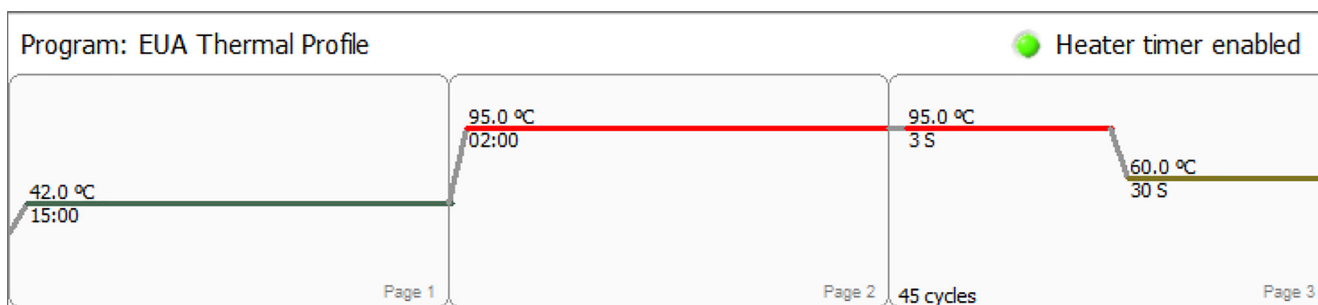 Program: EUA Thermal Profile
Heater timer enabled
42.0 ºC
15:00
Page 1
95.0 ºC
02:00
Page 2
95.0 ºC
3 S
60.0 ºC
30 S
45 cycles
Page 3